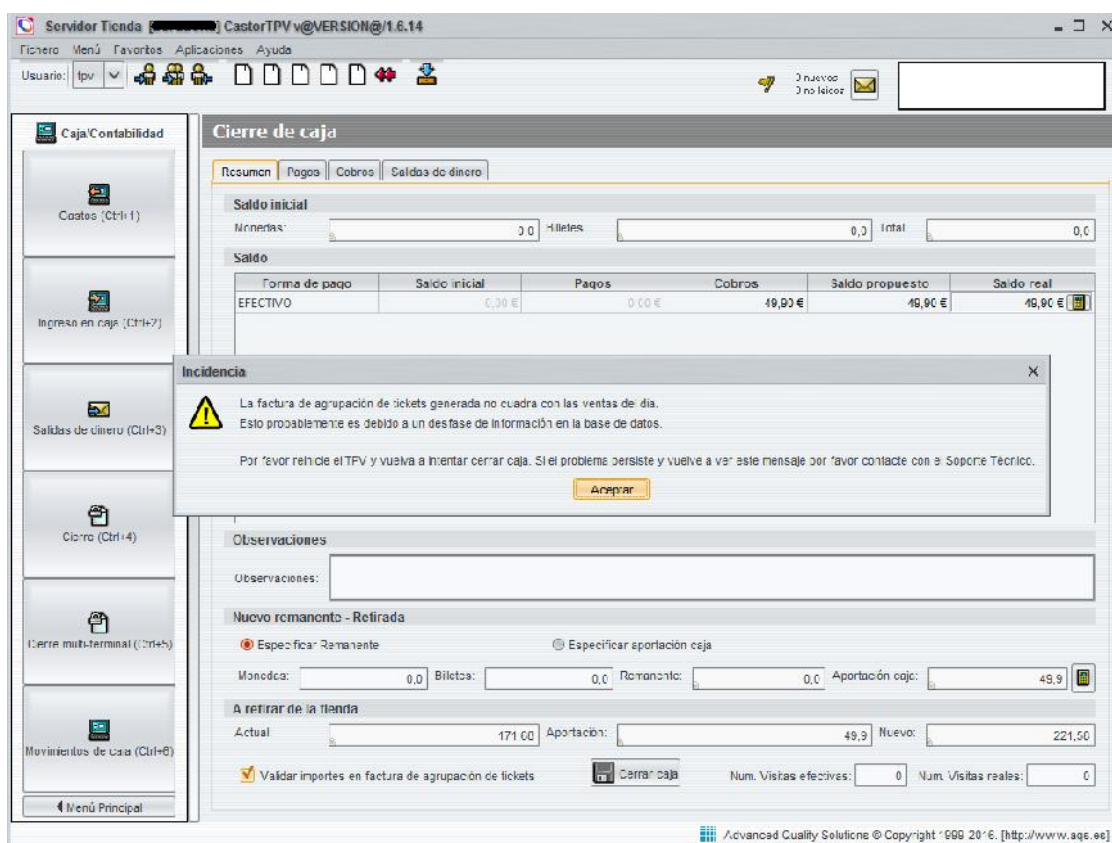 Servidor Tienda [ ] CastorTPV v@VERSION@/1.6.14
Fichero Menú Favoritos Aplicaciones Ayuda
Usuario: tpv
0 nuevos
0 no leidos
Caja/Contabilidad
Gastos (Ctrl+1)
Ingreso en caja (Ctrl+2)
Salidas de dinero (Ctrl+3)
Cierre (Ctrl+4)
Cierre multi-terminal (Ctrl+5)
Movimientos de caja (Ctrl+6)
Menú Principal
Cierre de caja
Resumen Pagos Cobros Salidas de dinero
Saldo inicial
Monedas: 0,0 Billetes 0,0 Total 0,0
Saldo
Forma de pago Saldo inicial Pagos Cobros Saldo propuesto Saldo real
EFECTIVO 0,00 € 0,00 € 49,90 € 49,90 € 49,90 €
Incidencia
La factura de agrupación de tickets generada no cuadra con las ventas del día.
Esto probablemente es debido a un desfase de información en la base de datos.
Por favor reinicie el TPV y vuelva a intentar cerrar caja. Si el problema persiste y vuelve a ver este mensaje por favor contacte con el Soporte Técnico.
Aceptar
Observaciones
Observaciones:
Nuevo remanente - Retirada
Especificar Remanente Especificar aportación caja
Monedas: 0,0 Billetes: 0,0 Remanente: 0,0 Aportación caja: 49,9
A retirar de la tienda
Actual Aportación: 49,9 Nuevo:
Validar importes en factura de agrupación de tickets Cerrar caja Num. Visitas efectivas: 0 Num. Visitas reales: 0
Advanced Quality Solutions © Copyright 1999-2016. [http://www.aqs.es]